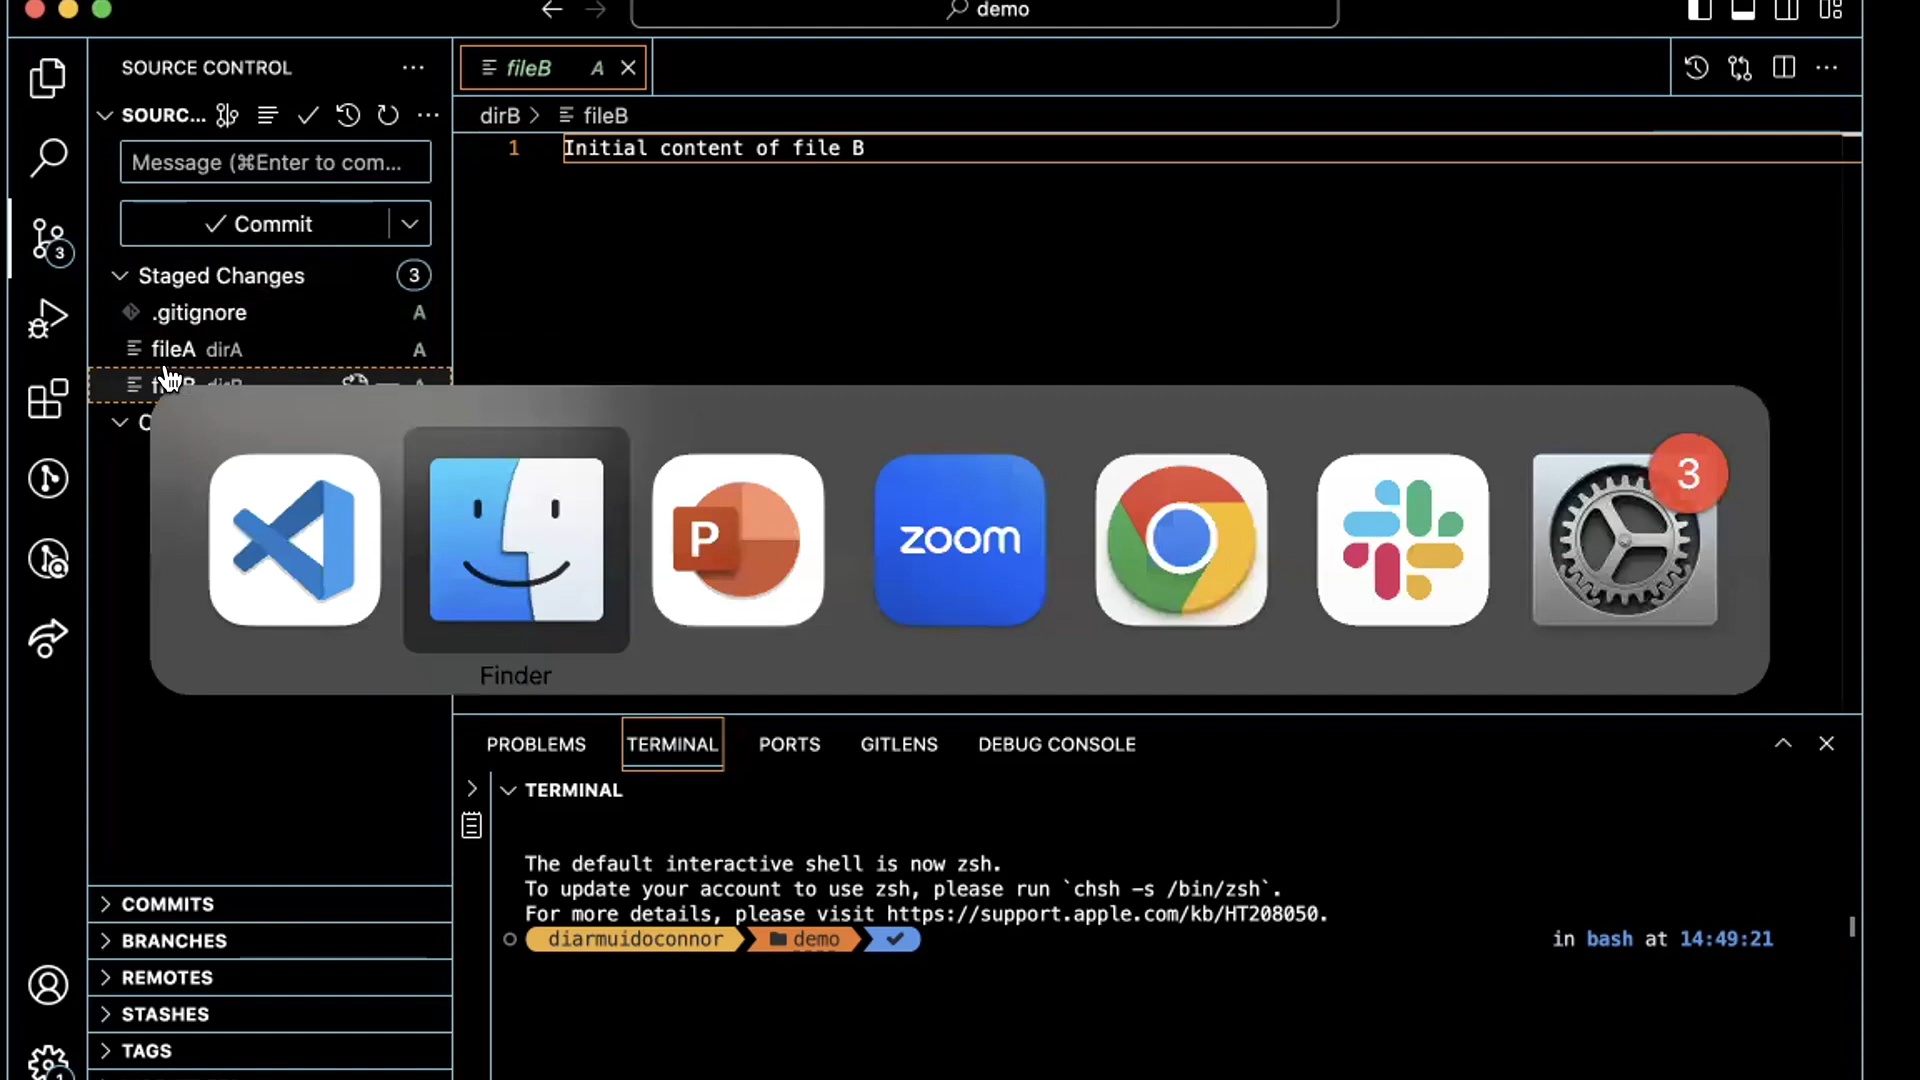 demo
SOURCE CONTROL
SOURC...
Message (⌘Enter to com...
Commit
3
Staged Changes 3
.gitignore A
fileA dirA A
fileB A
dirB > fileB
1 Initial content of file B
P
zoom
3
Finder
PROBLEMS TERMINAL PORTS GITLENS DEBUG CONSOLE
TERMINAL
The default interactive shell is now zsh.
To update your account to use zsh, please run `chsh -s /bin/zsh`.
For more details, please visit https://support.apple.com/kb/HT208050.
diarmuidoconnor demo in bash at 14:49:21
COMMITS
BRANCHES
REMOTES
STASHES
TAGS